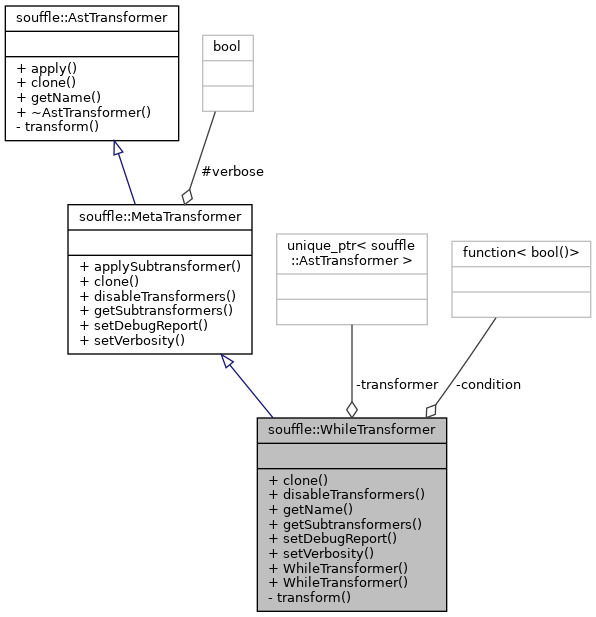 souffle::AstTransformer
+ apply()
+ clone()
+ getName()
+ ~AstTransformer()
- transform()
bool
#verbose
souffle::MetaTransformer
+ applySubtransformer()
+ clone()
+ disableTransformers()
+ getSubtransformers()
+ setDebugReport()
+ setVerbosity()
unique_ptr< souffle
::AstTransformer >
function< bool()>
-transformer
-condition
souffle::WhileTransformer
+ clone()
+ disableTransformers()
+ getName()
+ getSubtransformers()
+ setDebugReport()
+ setVerbosity()
+ WhileTransformer()
+ WhileTransformer()
- transform()